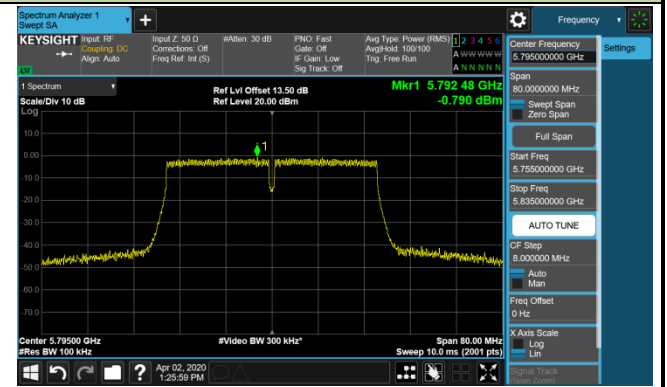 Spectrum Analyzer 1
Swept SA
+
Frequency
KEYSIGHT
Input: RF
Coupling: DC
Align: Auto
Input Z: 50 Ω
Corrections: Off
Freq Ref: Int (S)
#Atten: 30 dB
PNO: Fast
Gate: Off
IF Gain: Low
Sig Track: Off
Avg Type: Power (RMS)
Avg|Hold: 100/100
Trig: Free Run
1 2 3 4 5 6
A W W W W W
A N N N N N
1 Spectrum
Scale/Div 10 dB
Log
Ref Lvl Offset 13.50 dB
Ref Level 20.00 dBm
Mkr1 5.792 48 GHz
-0.790 dBm
10.0
0.00
-10.0
-20.0
-30.0
-40.0
-50.0
-60.0
-70.0
1
Center 5.79500 GHz
#Res BW 100 kHz
#Video BW 300 kHz*
Span 80.00 MHz
Sweep 10.0 ms (2001 pts)
Center Frequency
5.795000000 GHz
Settings
Span
80.0000000 MHz
Swept Span
Zero Span
Full Span
Start Freq
5.755000000 GHz
Stop Freq
5.835000000 GHz
AUTO TUNE
CF Step
8.000000 MHz
Auto
Man
Freq Offset
0 Hz
X Axis Scale
Log
Lin
Signal Track
(Span Zoom)
?
Apr 02, 2020
1:25:59 PM